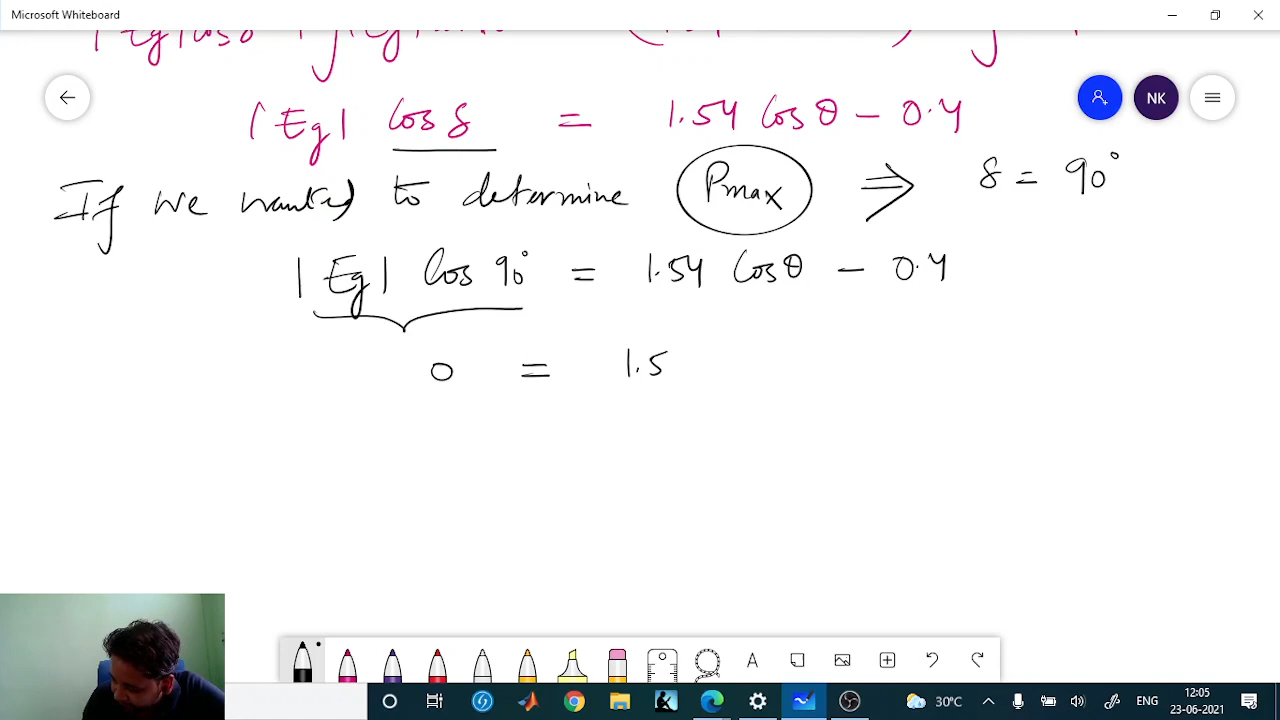 Microsoft Whiteboard
NK
|Eg| Cos δ = 1.54 Cos θ - 0.4
If we wanted to determine Pmax ⇒ δ = 90°
|Eg| Cos 90° = 1.54 Cos θ - 0.4
0 = 1.5
30°C
ENG
12:05
23-06-2021